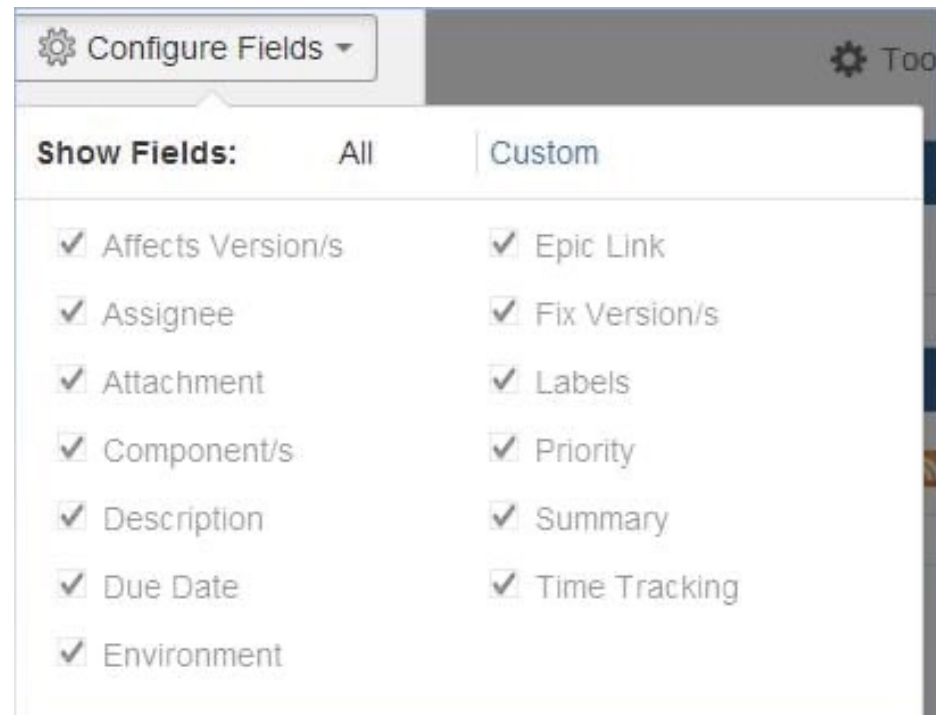 Configure Fields
Show Fields: All Custom
Affects Version/s
Assignee
Attachment
Component/s
Description
Due Date
Environment
Epic Link
Fix Version/s
Labels
Priority
Summary
Time Tracking